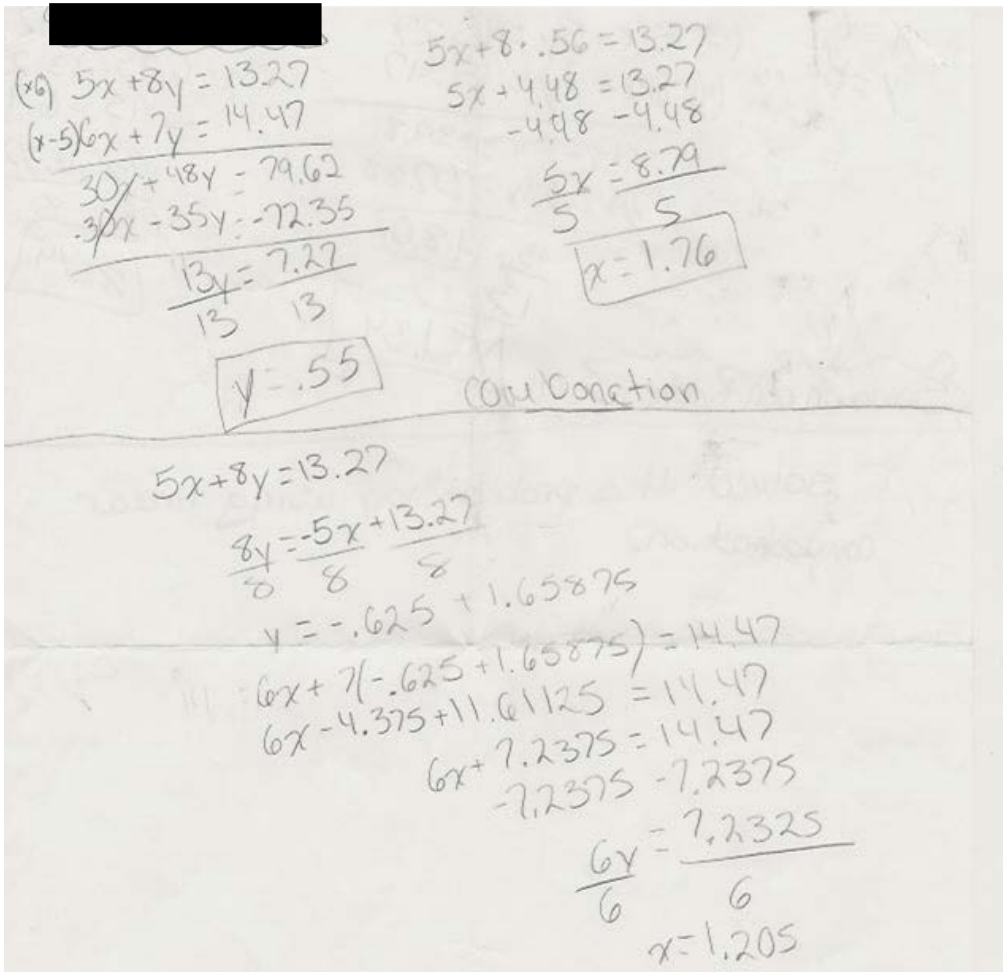 (x6) 5x + 8y = 13.27
(x-5) 6x + 7y = 14.47
30x + 48y = 79.62
-30x - 35y = -72.35
13y = 7.27
13 13
y = .55
5x + 8 · .56 = 13.27
5x + 4.48 = 13.27
-4.48 -4.48
5x = 8.79
5 5
x = 1.76
5x + 8y = 13.27
8y = -5x + 13.27
8 8 8
y = -.625 + 1.65875
6x + 7(-.625 + 1.65875) = 14.47
6x - 4.375 + 11.61125 = 14.47
6x + 7.2375 = 14.47
-7.2375 -7.2375
6x = 7.2325
6 6
x = 1.205